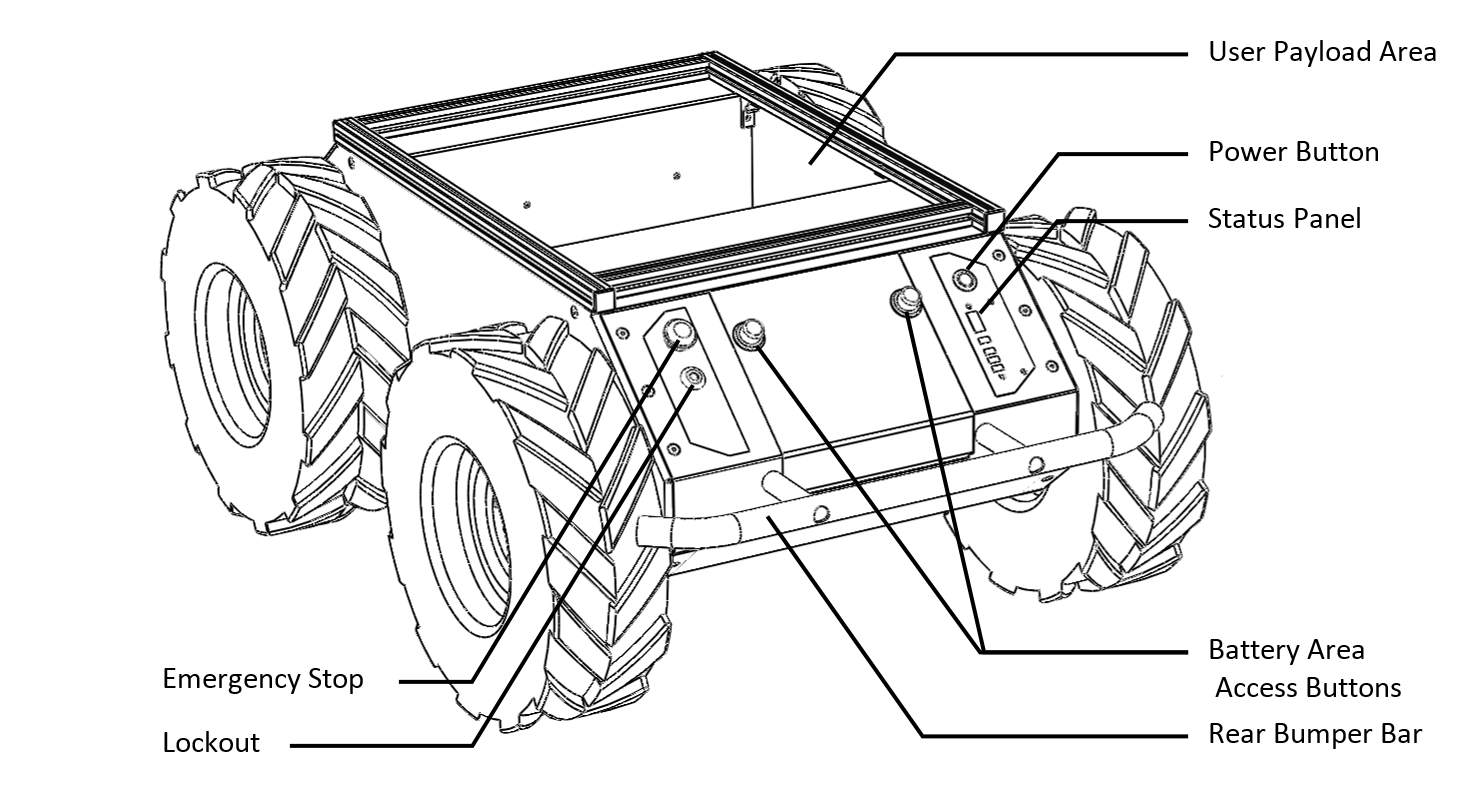 User Payload Area
Power Button
Status Panel
Emergency Stop
Lockout
Battery Area
Access Buttons
Rear Bumper Bar